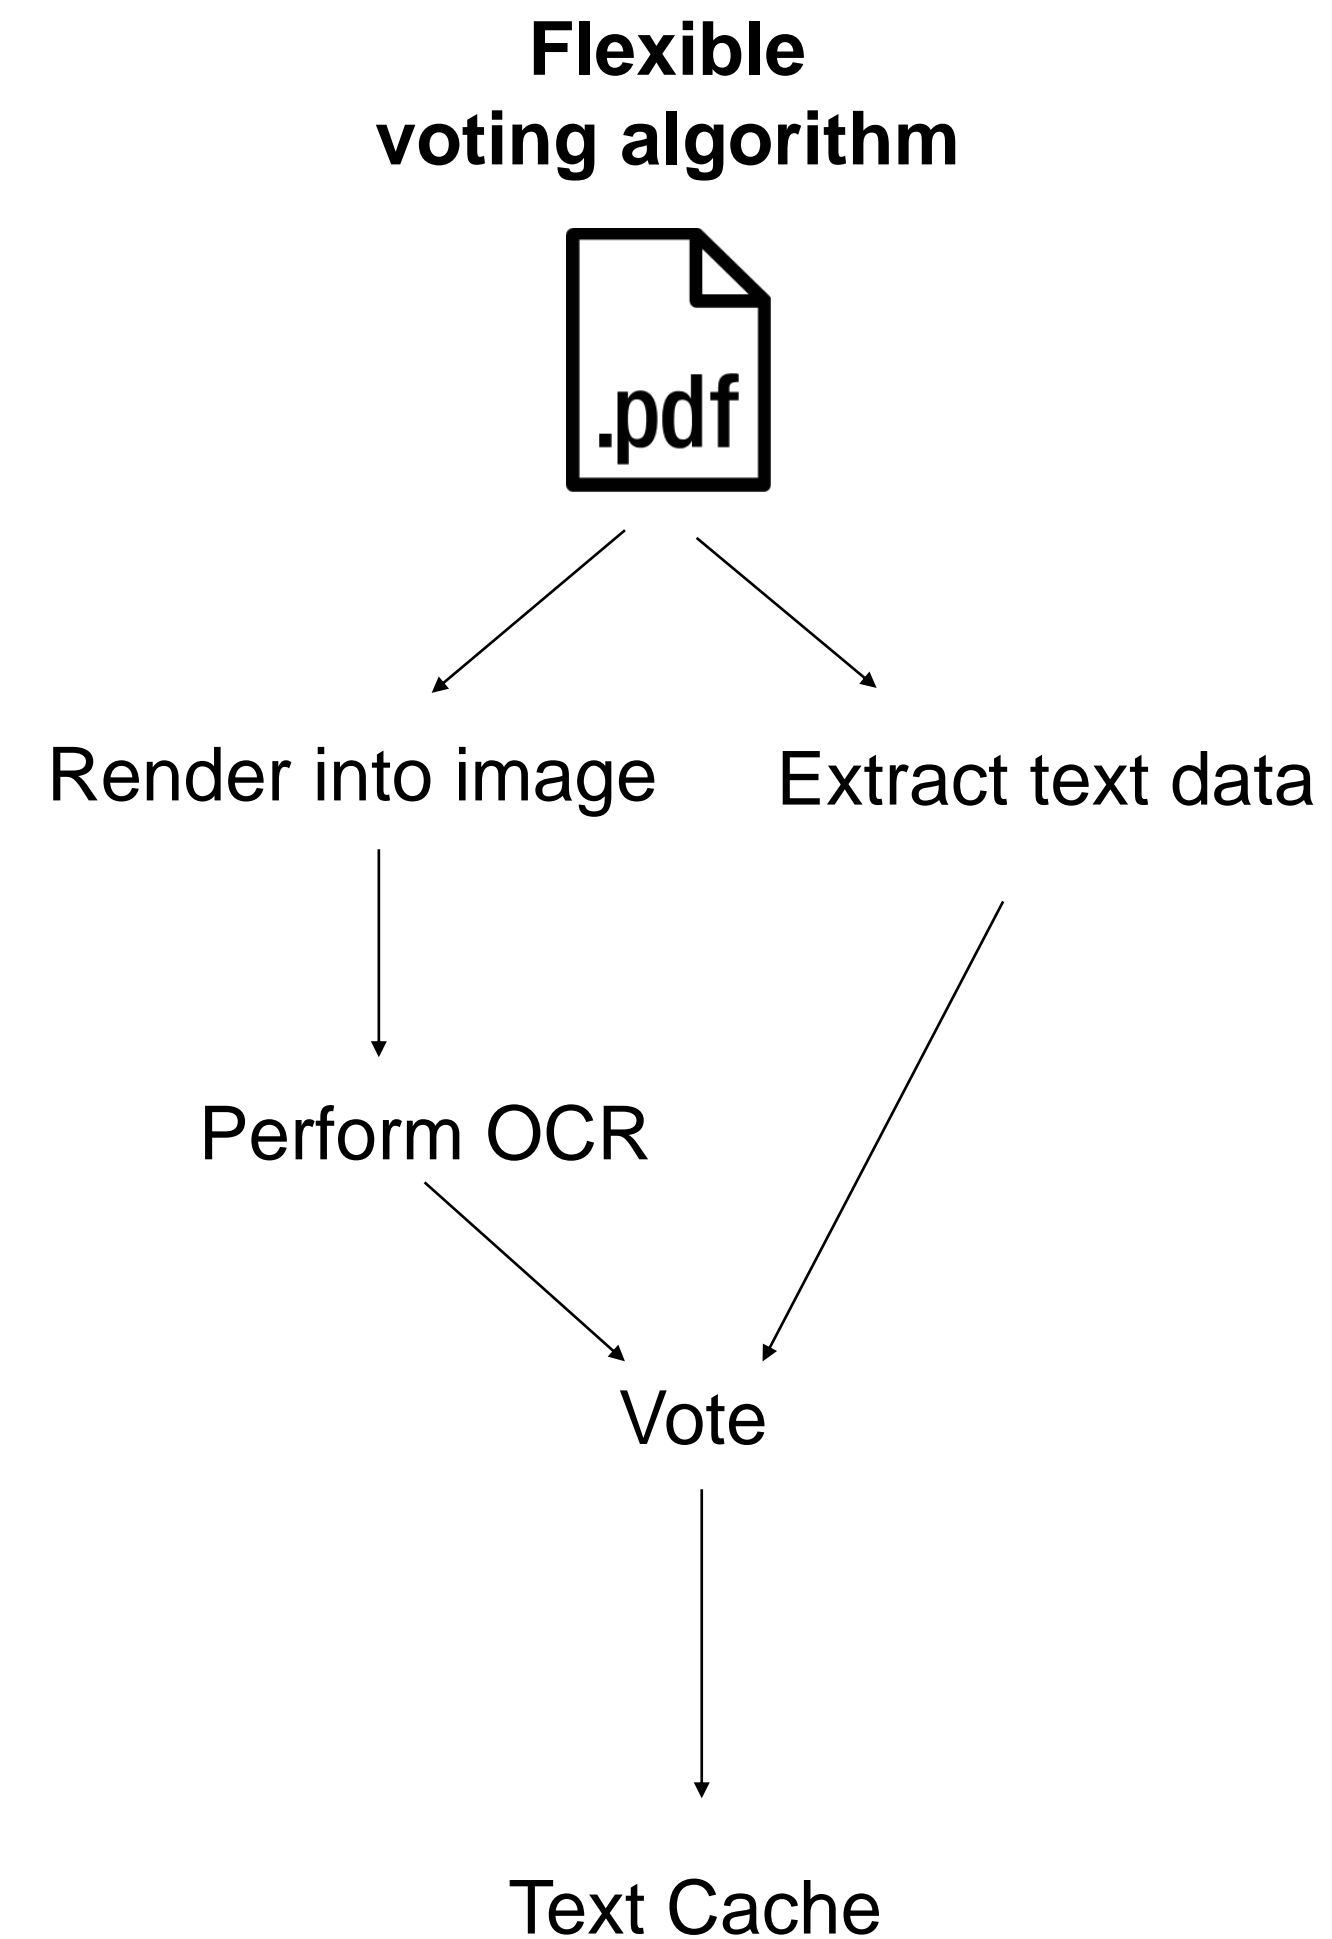 Flexible
voting algorithm
.pdf
Render into image
Extract text data
Perform OCR
Vote
Text Cache